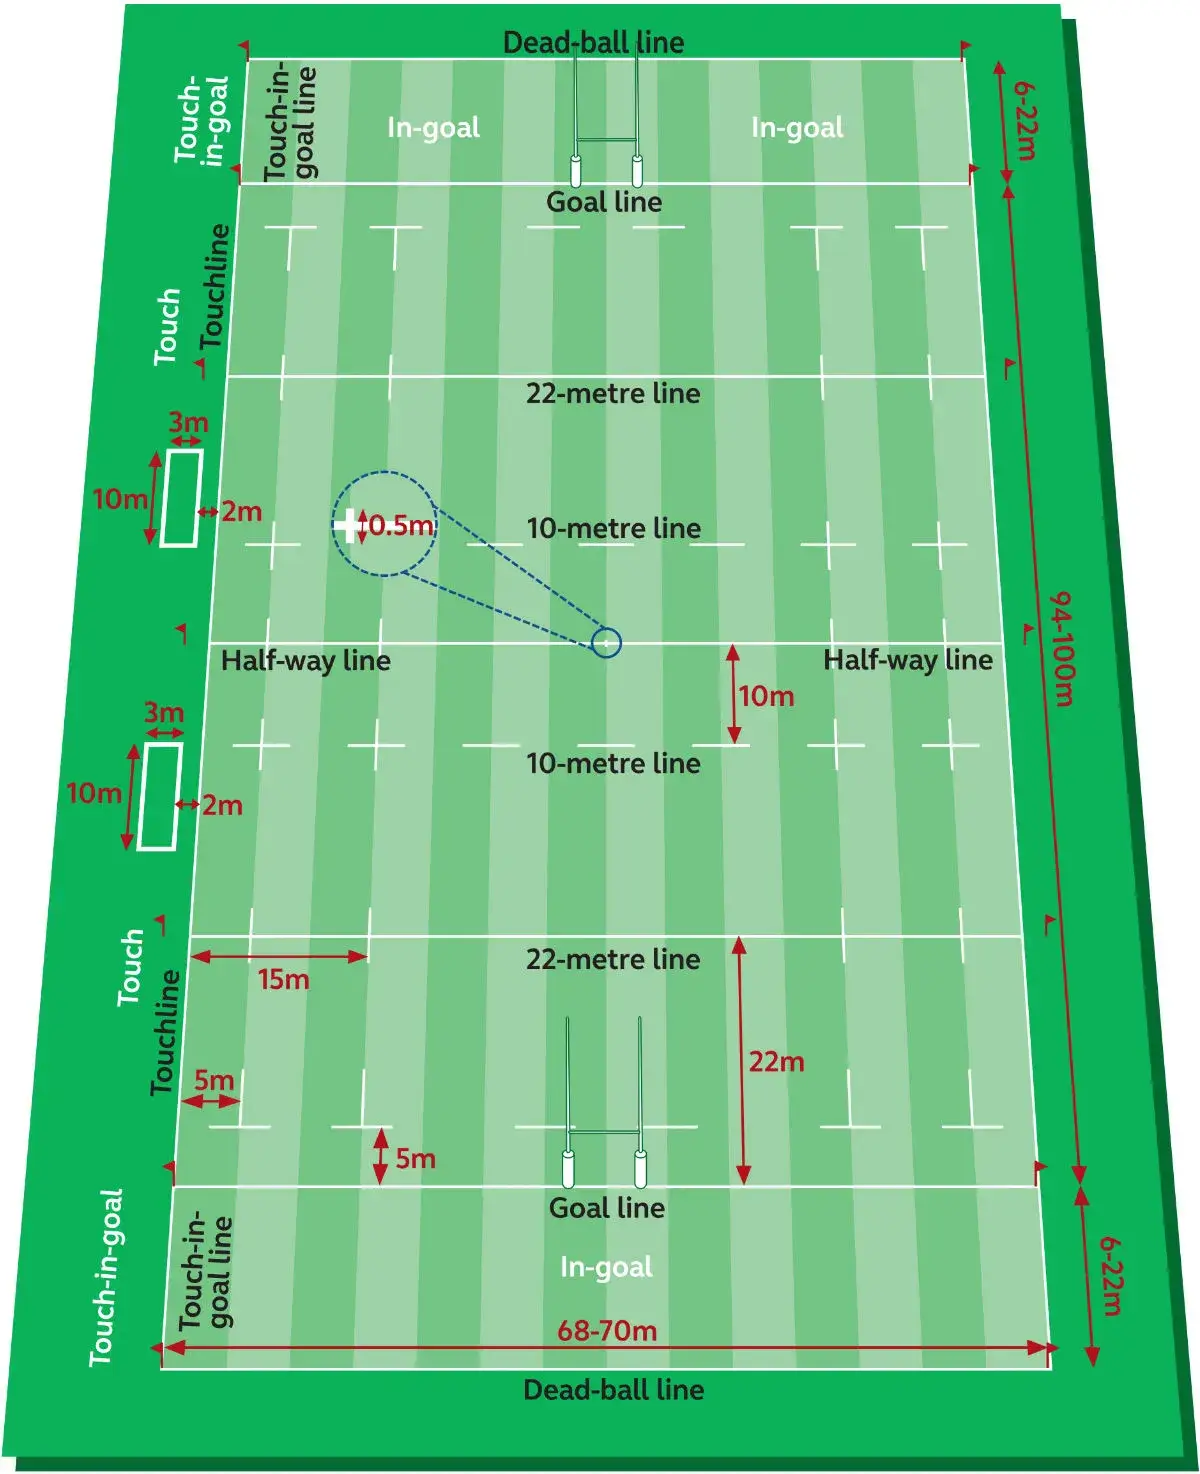 Dead-ball line
Touch-
in-goal
Touch-in-
goal line
In-goal
In-goal
6-22m
Goal line
Touchline
Touch
22-metre line
3m
10m
2m
0.5m
10-metre line
94-100m
Half-way line
Half-way line
10m
3m
10m
2m
10-metre line
Touch
Touchline
22-metre line
15m
22m
5m
5m
Goal line
Touch-in-goal
Touch-in-
goal line
In-goal
6-22m
68-70m
Dead-ball line